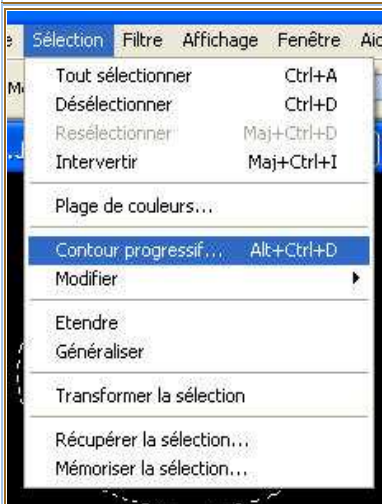 Sélection Filtre Affichage Fenêtre
Tout sélectionner Ctrl+A
Désélectionner Ctrl+D
Resélectionner Maj+Ctrl+D
Intervertir Maj+Ctrl+I
Plage de couleurs...
Contour progressif... Alt+Ctrl+D
Modifier
Etendre
Généraliser
Transformer la sélection
Récupérer la sélection...
Mémoriser la sélection...